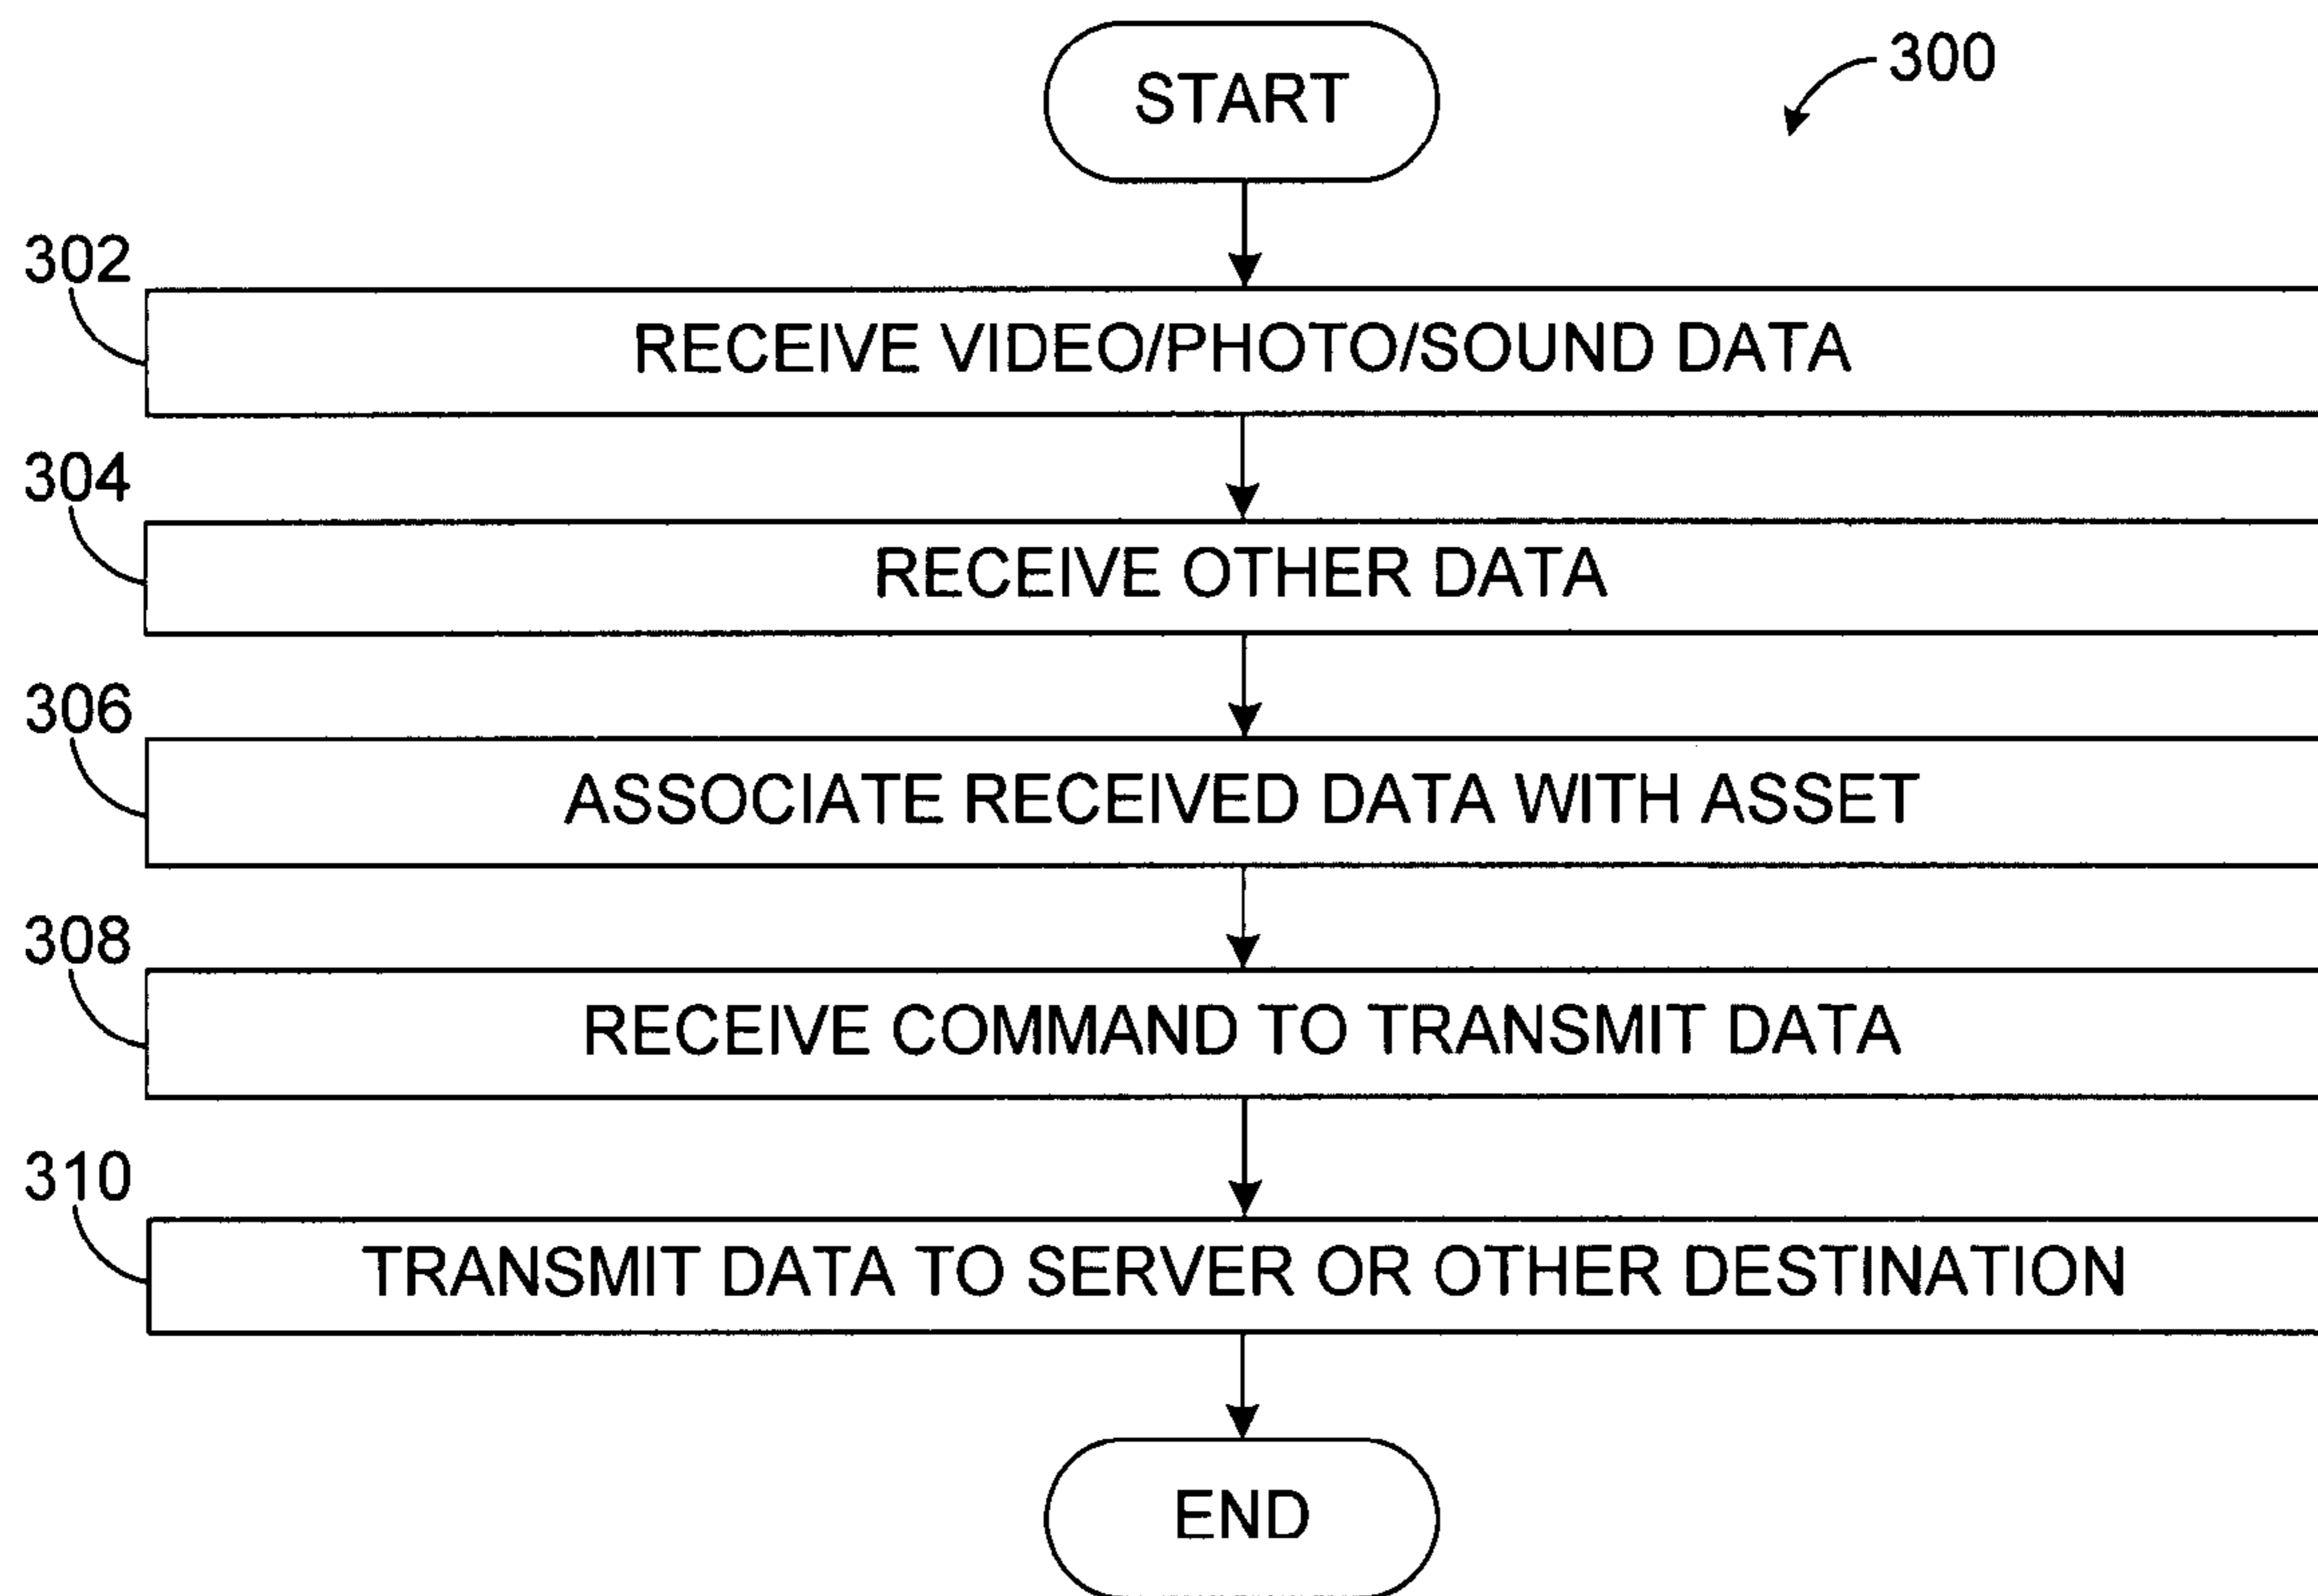 START
300
302
RECEIVE VIDEO/PHOTO/SOUND DATA
304
RECEIVE OTHER DATA
306
ASSOCIATE RECEIVED DATA WITH ASSET
308
RECEIVE COMMAND TO TRANSMIT DATA
310
TRANSMIT DATA TO SERVER OR OTHER DESTINATION
END